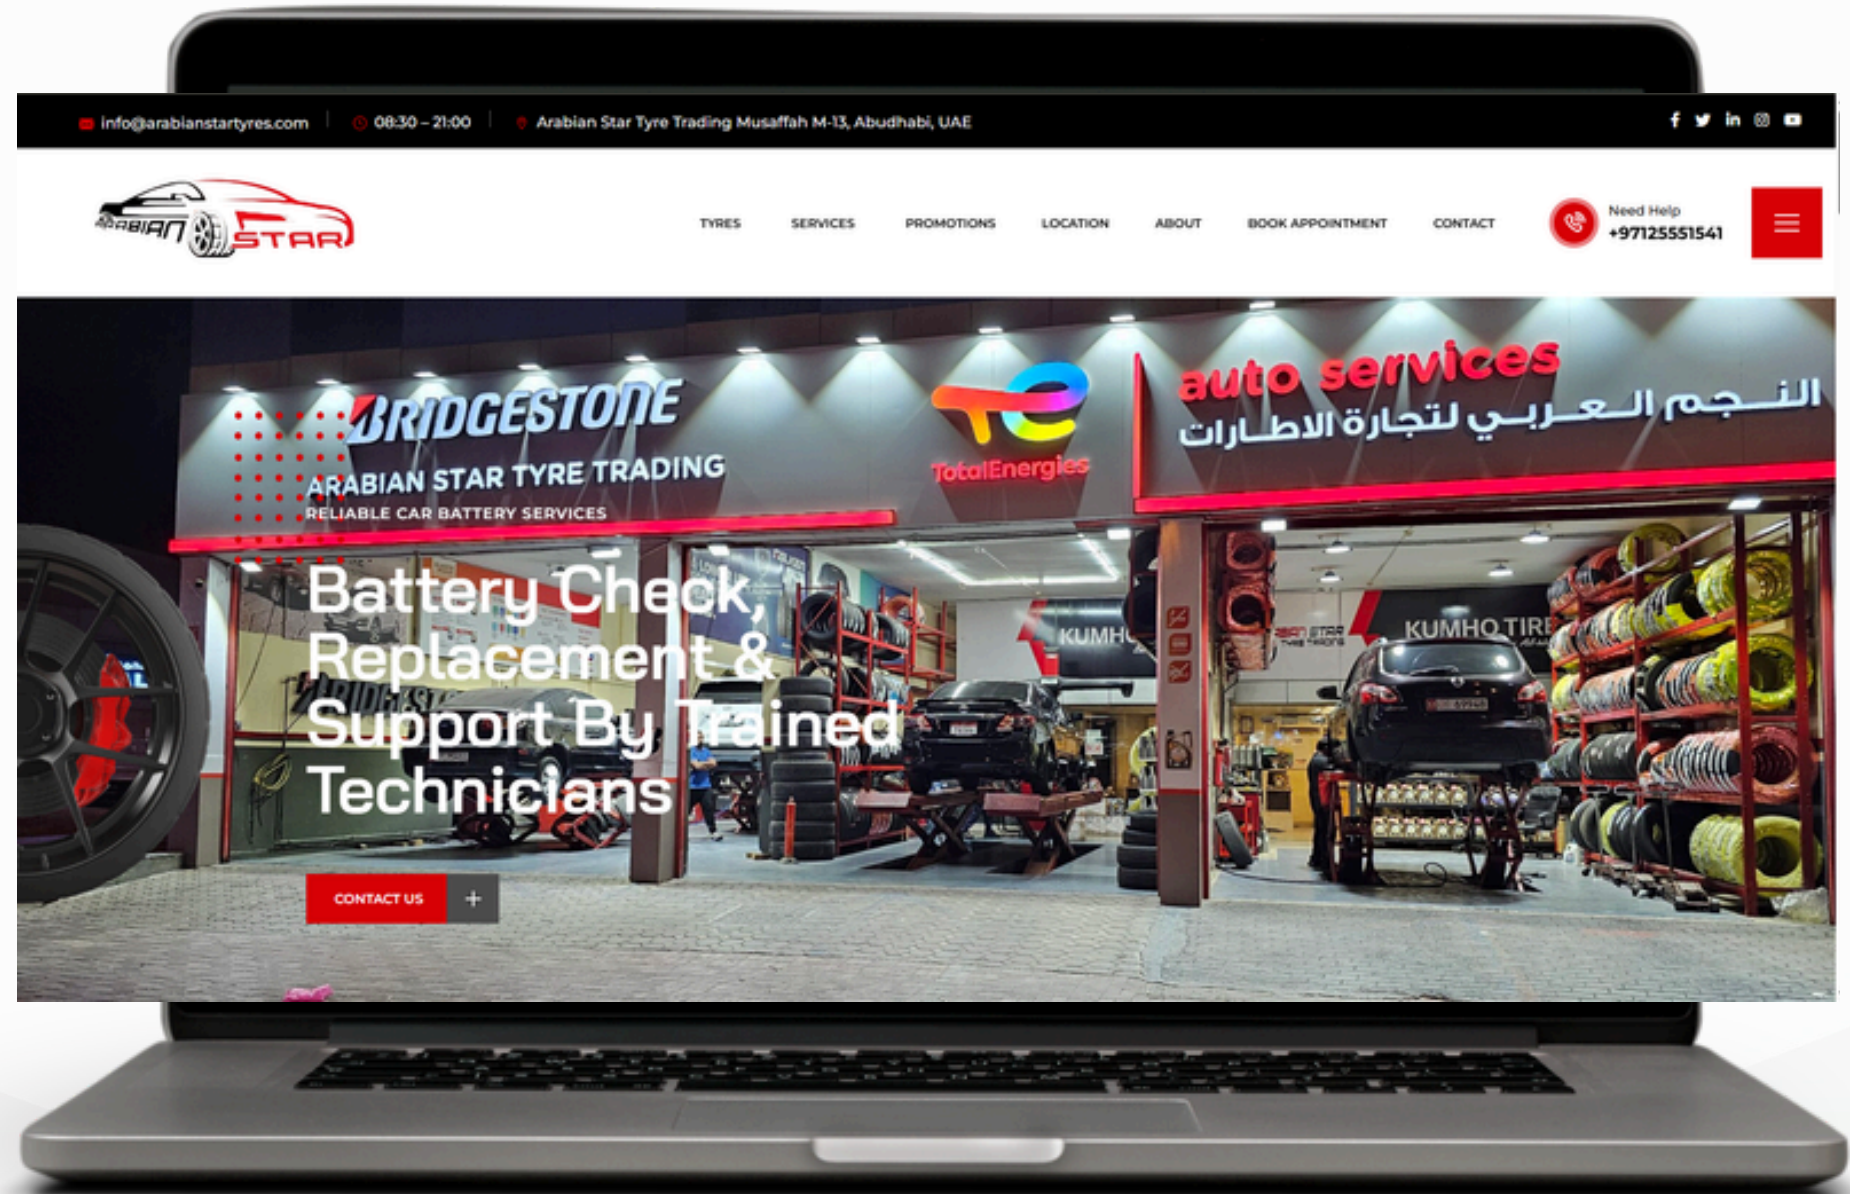 info@arabianstartyres.com
08:30 – 21:00
Arabian Star Tyre Trading Musaffah M-13, Abudhabi, UAE
ARABIAN STAR
TYRES
SERVICES
PROMOTIONS
LOCATION
ABOUT
BOOK APPOINTMENT
CONTACT
Need Help
+97125551541
BRIDGESTONE
ARABIAN STAR TYRE TRADING
TotalEnergies
auto services
النجم العربي لتجارة الاطارات
RELIABLE CAR BATTERY SERVICES
Battery Check,
Replacement &
Support By Trained
Technicians
KUMHO TIRE
CONTACT US